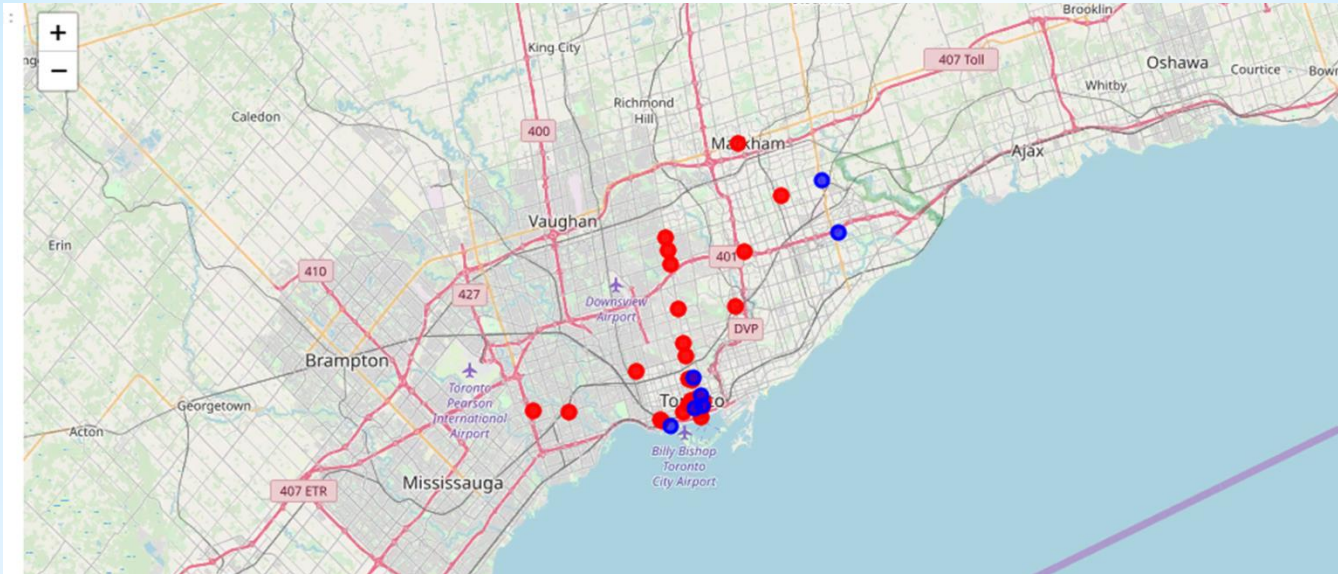 +
−
Brooklin
King City
407 Toll
Oshawa
Courtice
Whitby
Richmond
Hill
Caledon
400
Markham
Ajax
Vaughan
Erin
401
410
427
Downsview
Airport
DVP
Brampton
Toronto
Pearson
International
Airport
Georgetown
Toronto
Acton
Billy Bishop
Toronto
City Airport
Mississauga
407 ETR